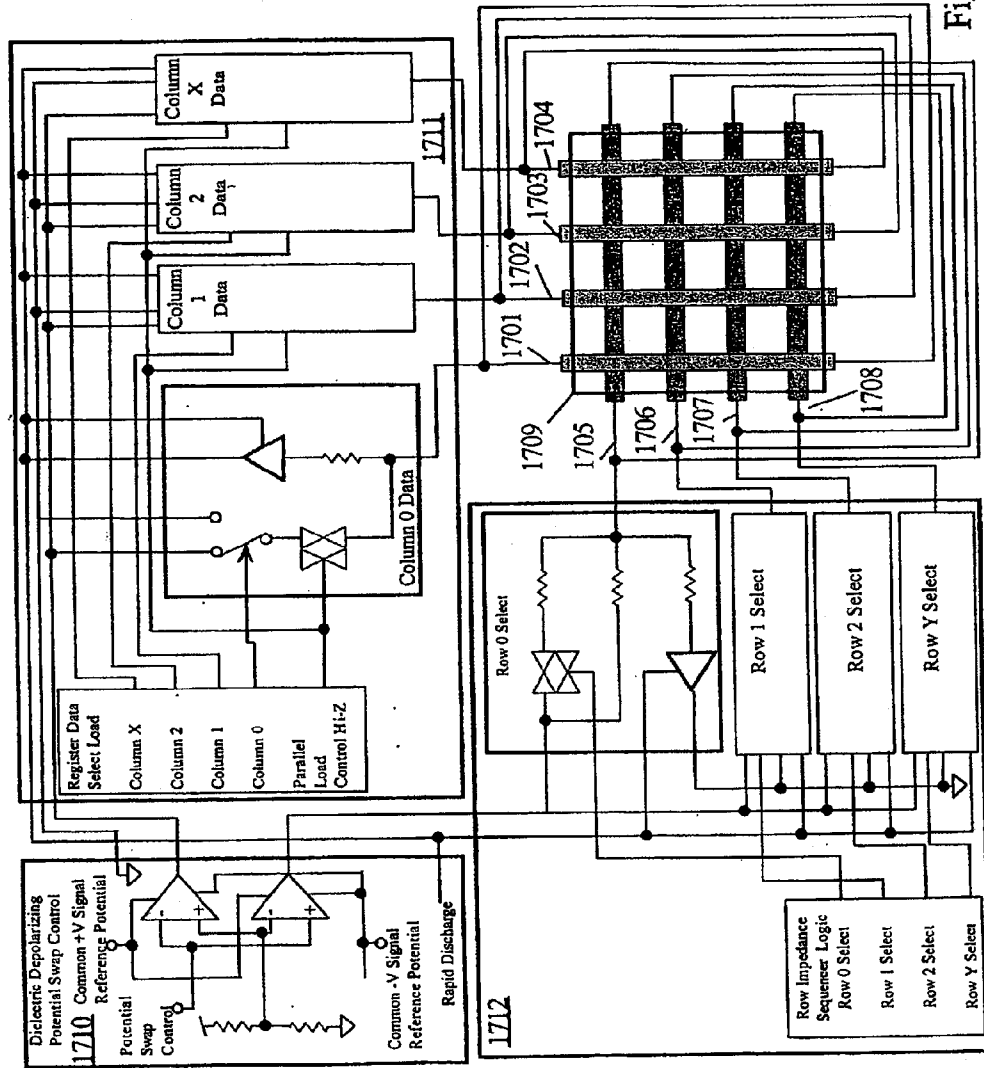 Dielectric Depolarizing
Potential Swap Control
1710 Common +V Signal
Reference Potential
Potential
Swap
Control
Common -V Signal
Reference Potential
Rapid Discharge
Register Data
Select Load
Column X
Column 2
Column 1
Column 0
Parallel
Load
Control Hi-Z
Column 0 Data
Column
1
Data
Column
2
Data
Column
X
Data
1711
1712
Row Impedance
Sequeneer Logic
Row 0 Select
Row 1 Select
Row 2 Select
Row Y Select
Row 0 Select
Row 1 Select
Row 2 Select
Row Y Select
1701
1702
1703
1704
1709
1705
1706
1707
1708